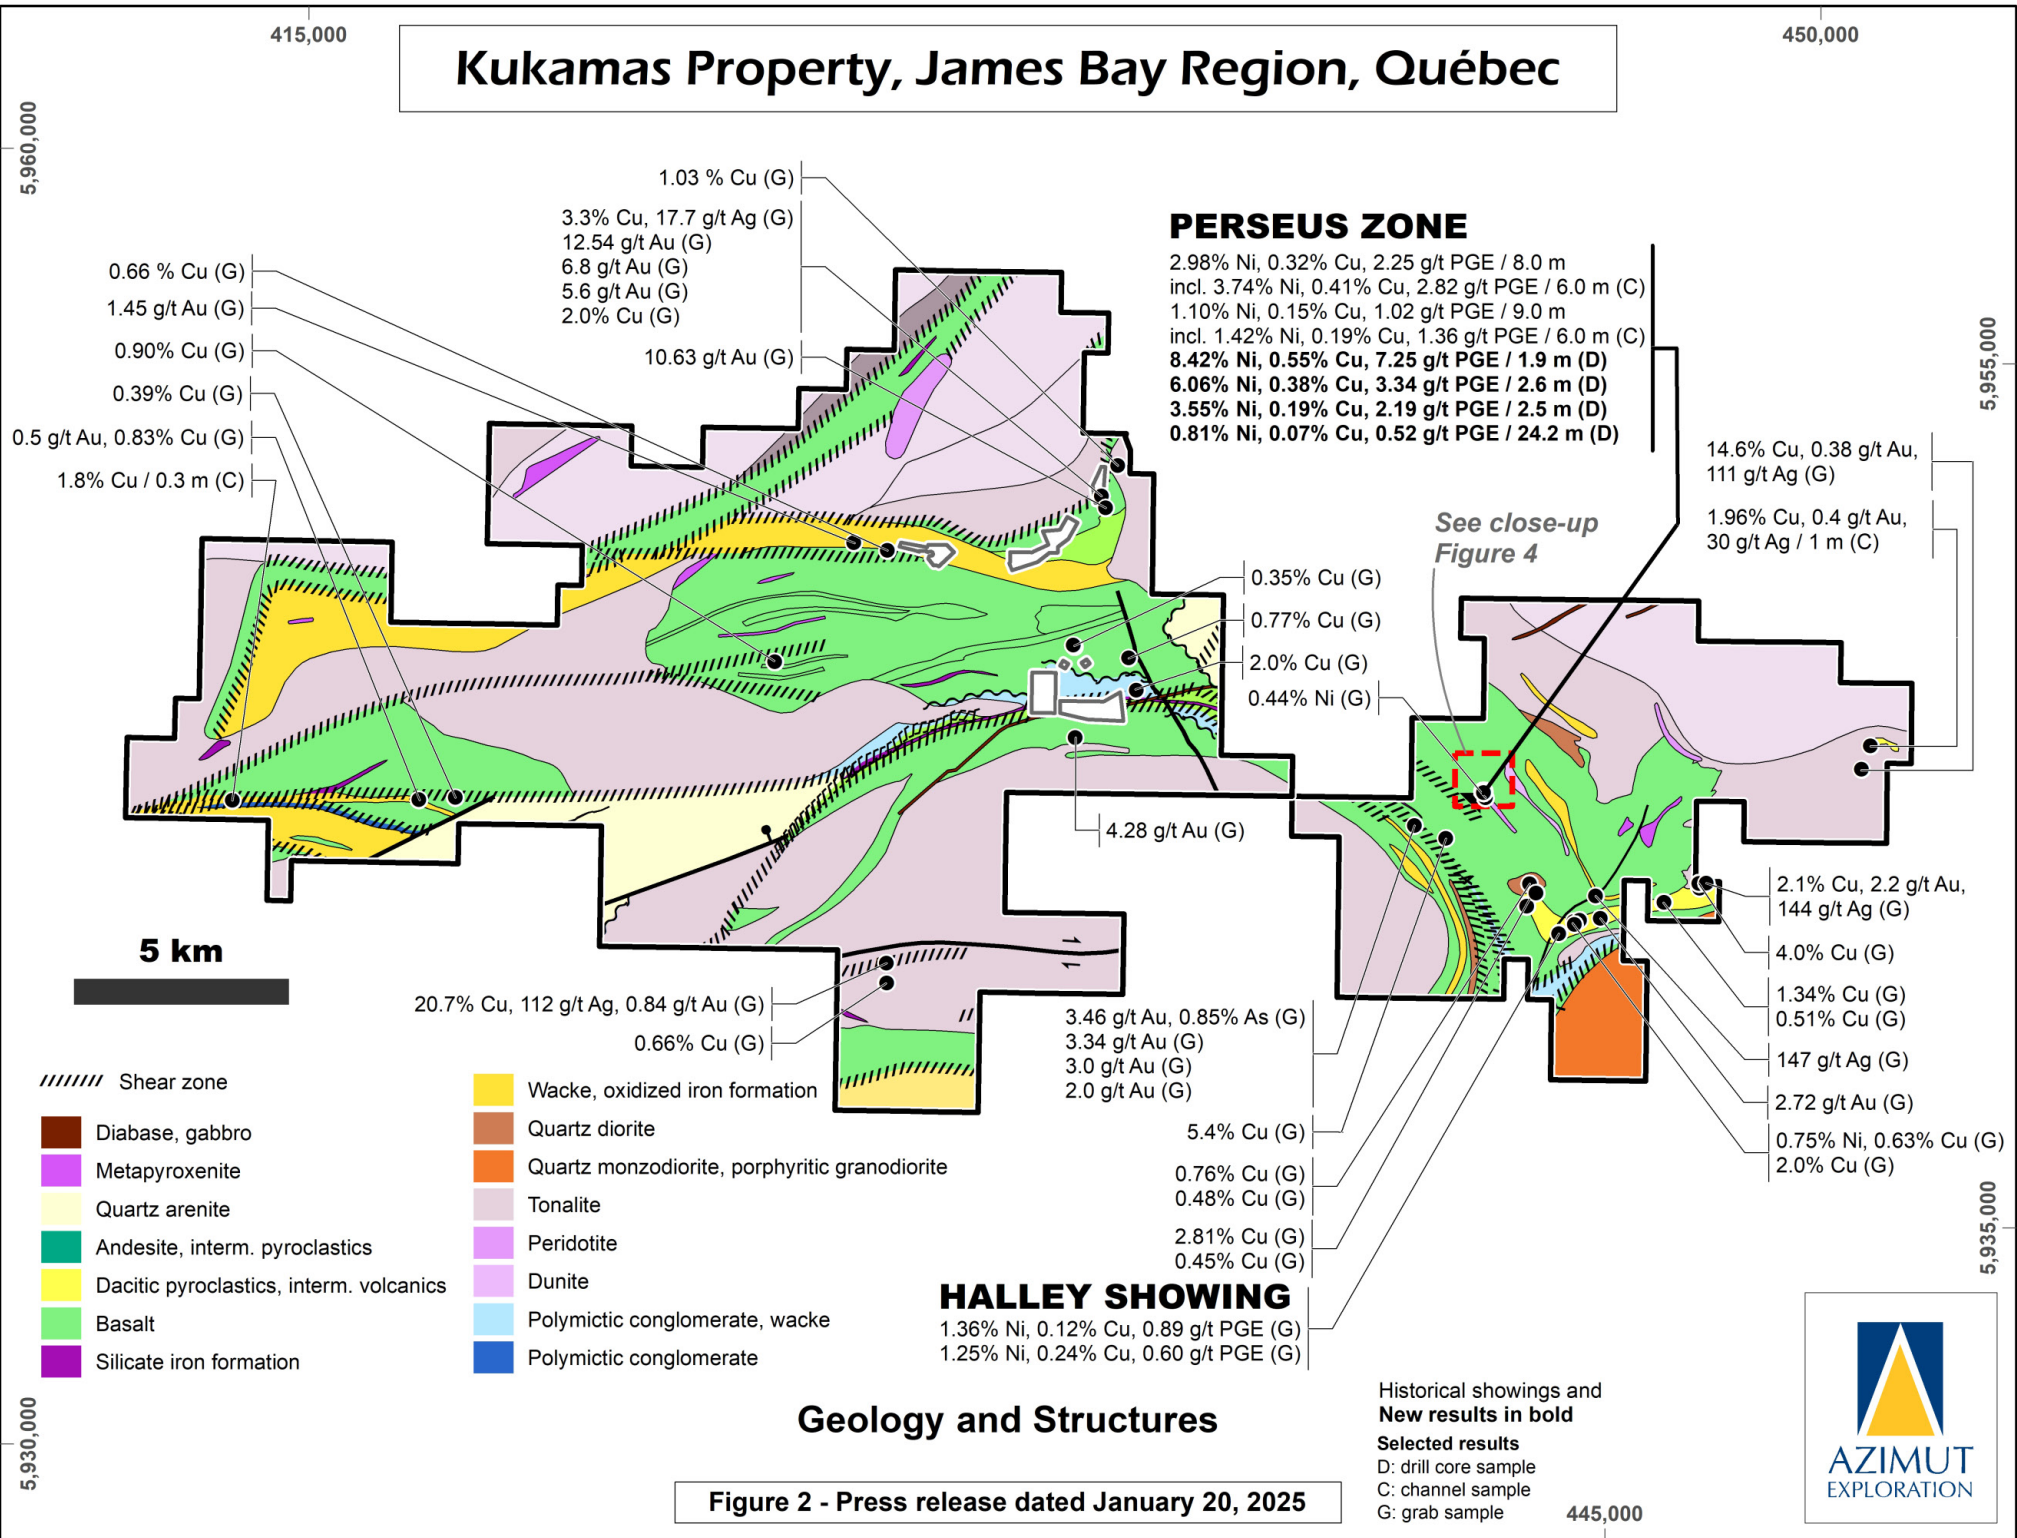 415,000
450,000
Kukamas Property, James Bay Region, Québec
5,960,000
5,955,000
1.03 % Cu (G)
3.3% Cu, 17.7 g/t Ag (G)
12.54 g/t Au (G)
6.8 g/t Au (G)
5.6 g/t Au (G)
2.0% Cu (G)
10.63 g/t Au (G)
0.66 % Cu (G)
1.45 g/t Au (G)
0.90% Cu (G)
0.39% Cu (G)
0.5 g/t Au, 0.83% Cu (G)
1.8% Cu / 0.3 m (C)
PERSEUS ZONE
2.98% Ni, 0.32% Cu, 2.25 g/t PGE / 8.0 m
incl. 3.74% Ni, 0.41% Cu, 2.82 g/t PGE / 6.0 m (C)
1.10% Ni, 0.15% Cu, 1.02 g/t PGE / 9.0 m
incl. 1.42% Ni, 0.19% Cu, 1.36 g/t PGE / 6.0 m (C)
8.42% Ni, 0.55% Cu, 7.25 g/t PGE / 1.9 m (D)
6.06% Ni, 0.38% Cu, 3.34 g/t PGE / 2.6 m (D)
3.55% Ni, 0.19% Cu, 2.19 g/t PGE / 2.5 m (D)
0.81% Ni, 0.07% Cu, 0.52 g/t PGE / 24.2 m (D)
14.6% Cu, 0.38 g/t Au,
111 g/t Ag (G)
1.96% Cu, 0.4 g/t Au,
30 g/t Ag / 1 m (C)
See close-up
Figure 4
0.35% Cu (G)
0.77% Cu (G)
2.0% Cu (G)
0.44% Ni (G)
4.28 g/t Au (G)
2.1% Cu, 2.2 g/t Au,
144 g/t Ag (G)
4.0% Cu (G)
1.34% Cu (G)
0.51% Cu (G)
147 g/t Ag (G)
2.72 g/t Au (G)
0.75% Ni, 0.63% Cu (G)
2.0% Cu (G)
5 km
20.7% Cu, 112 g/t Ag, 0.84 g/t Au (G)
0.66% Cu (G)
3.46 g/t Au, 0.85% As (G)
3.34 g/t Au (G)
3.0 g/t Au (G)
2.0 g/t Au (G)
5.4% Cu (G)
0.76% Cu (G)
0.48% Cu (G)
2.81% Cu (G)
0.45% Cu (G)
HALLEY SHOWING
1.36% Ni, 0.12% Cu, 0.89 g/t PGE (G)
1.25% Ni, 0.24% Cu, 0.60 g/t PGE (G)
Shear zone
Diabase, gabbro
Metapyroxenite
Quartz arenite
Andesite, interm. pyroclastics
Dacitic pyroclastics, interm. volcanics
Basalt
Silicate iron formation
Wacke, oxidized iron formation
Quartz diorite
Quartz monzodiorite, porphyritic granodiorite
Tonalite
Peridotite
Dunite
Polymictic conglomerate, wacke
Polymictic conglomerate
5,935,000
5,930,000
Geology and Structures
Figure 2 - Press release dated January 20, 2025
Historical showings and
New results in bold
Selected results
D: drill core sample
C: channel sample
G: grab sample
445,000
AZIMUT
EXPLORATION